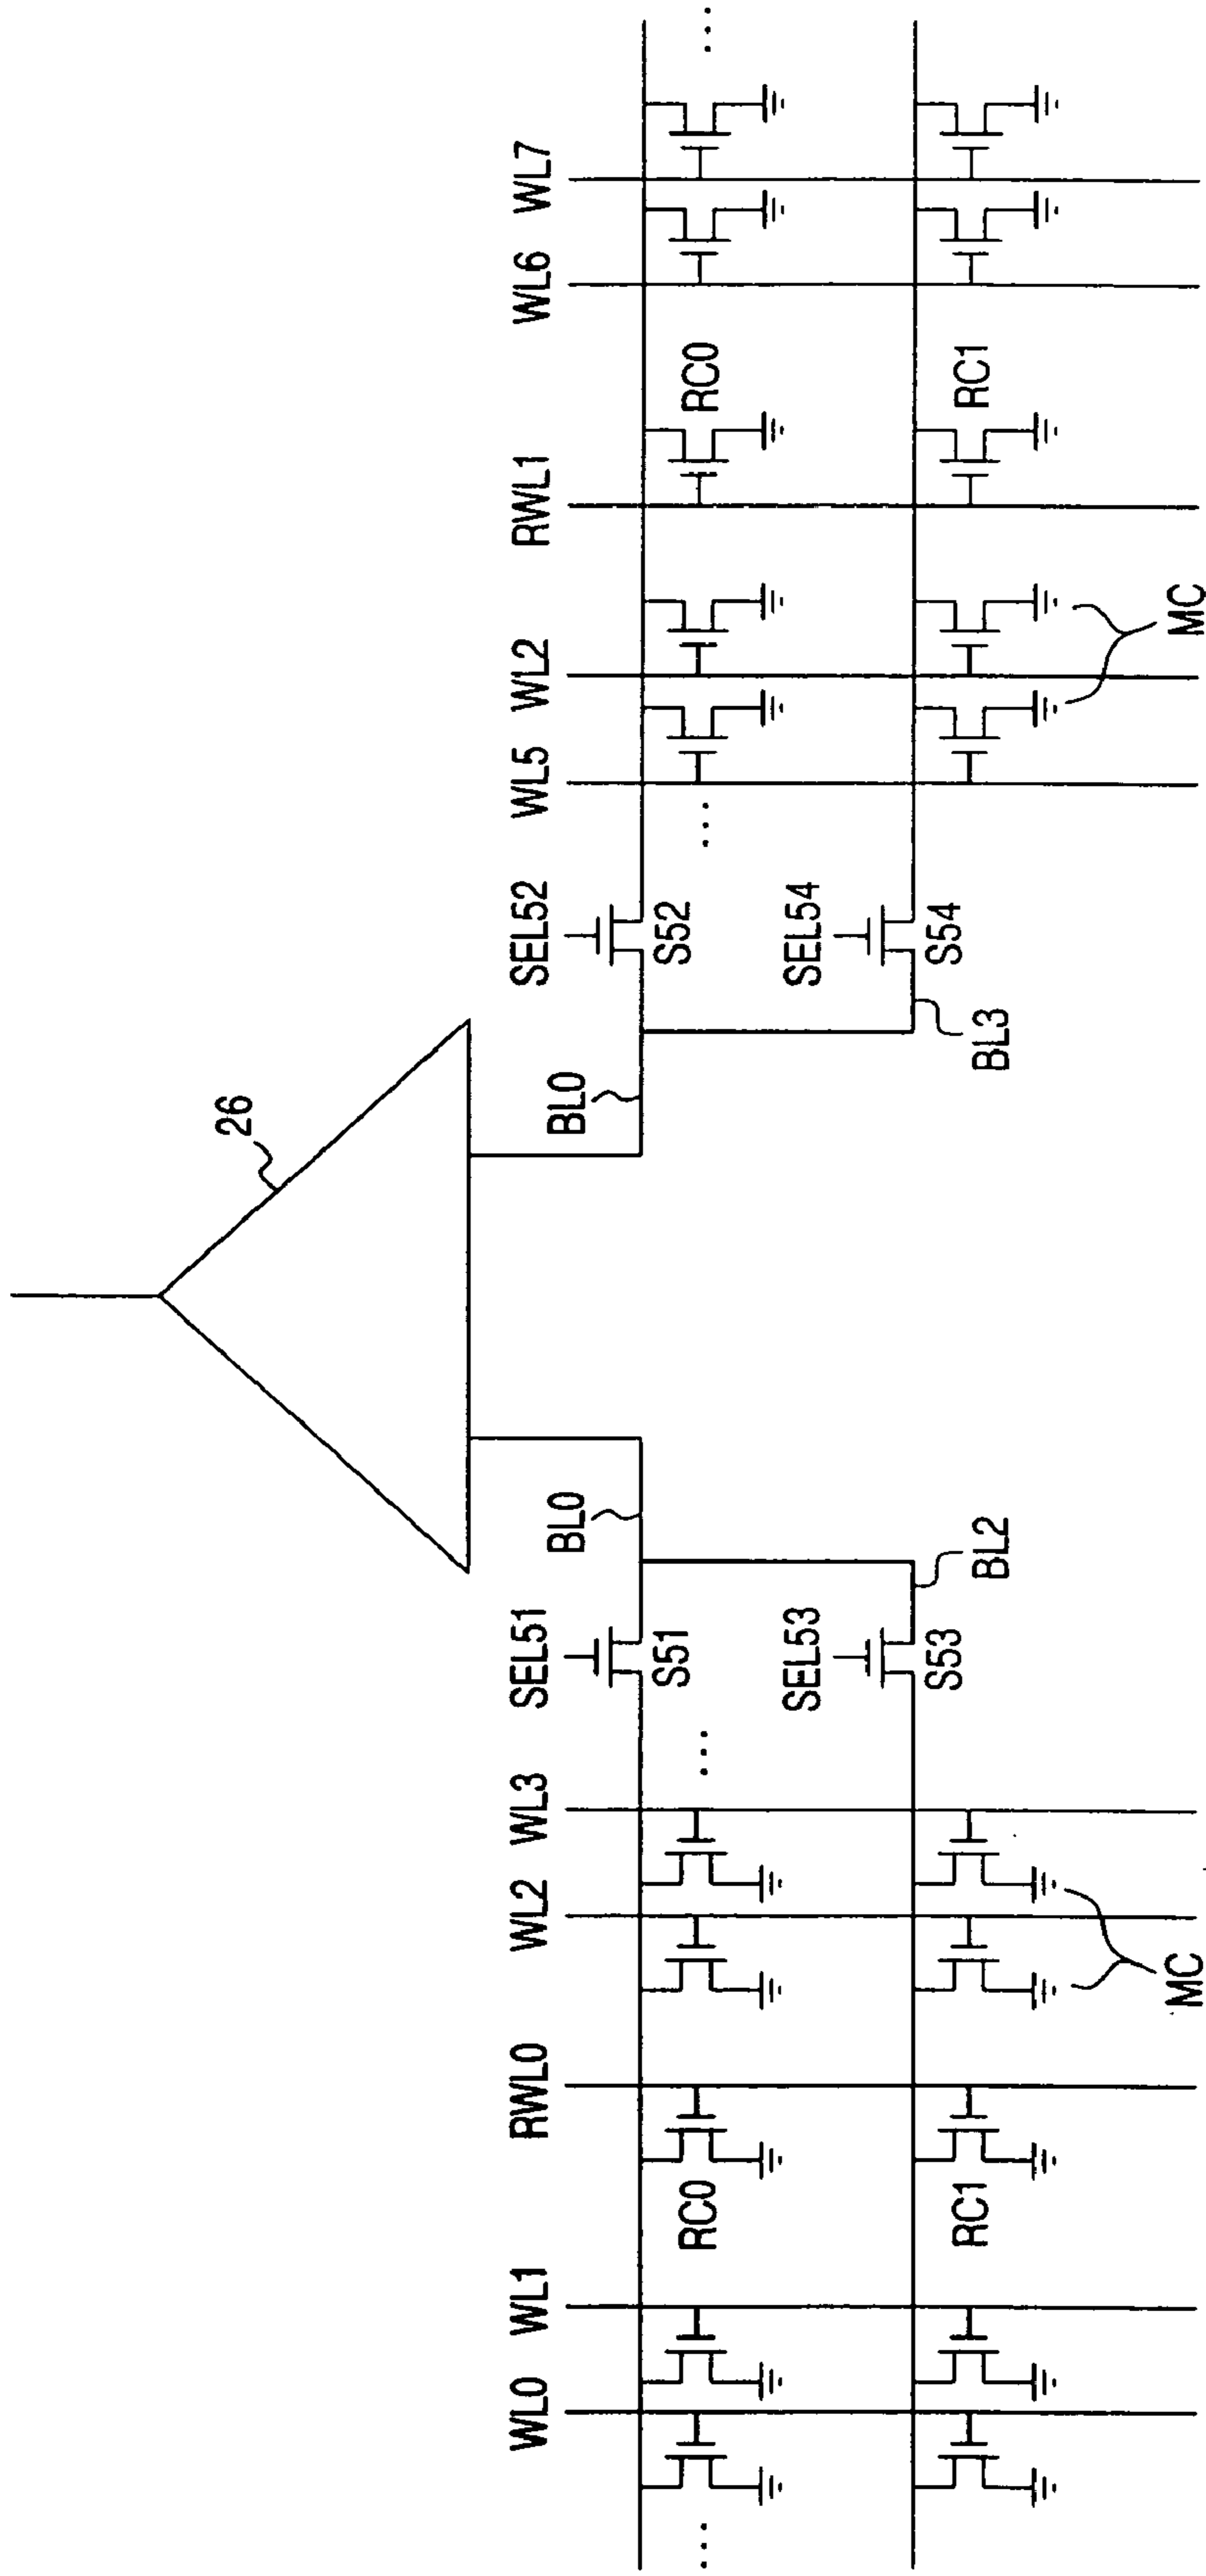 26
WL0 WL1 RWL0 WL2 WL3 SEL51 SEL52 WL5 WL2 RWL1 WL6 WL7
BL0 BL0
S51 S52
... RC0 ... ... RC0 ...
SEL53 SEL54
S53 S54
RC1 RC1
BL2 BL3
MC MC